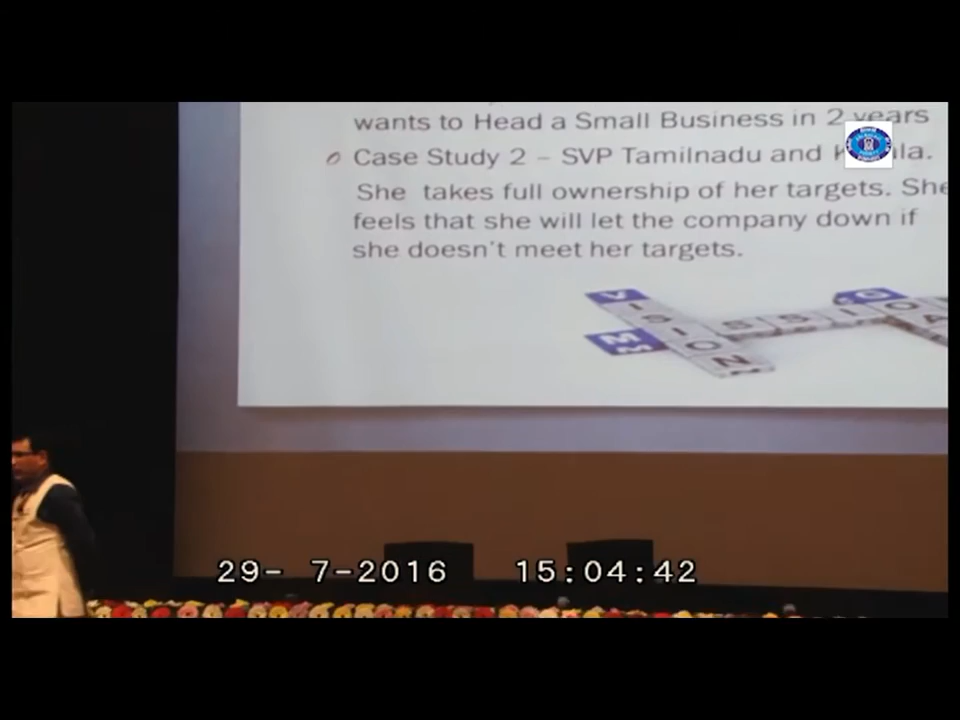 wants to Head a Small Business in 2 years
Case Study 2 – SVP Tamilnadu and
She takes full ownership of her targets. She
feels that she will let the company down if
she doesn't meet her targets.
VISION
MISSION
29- 7-2016 15:04:42